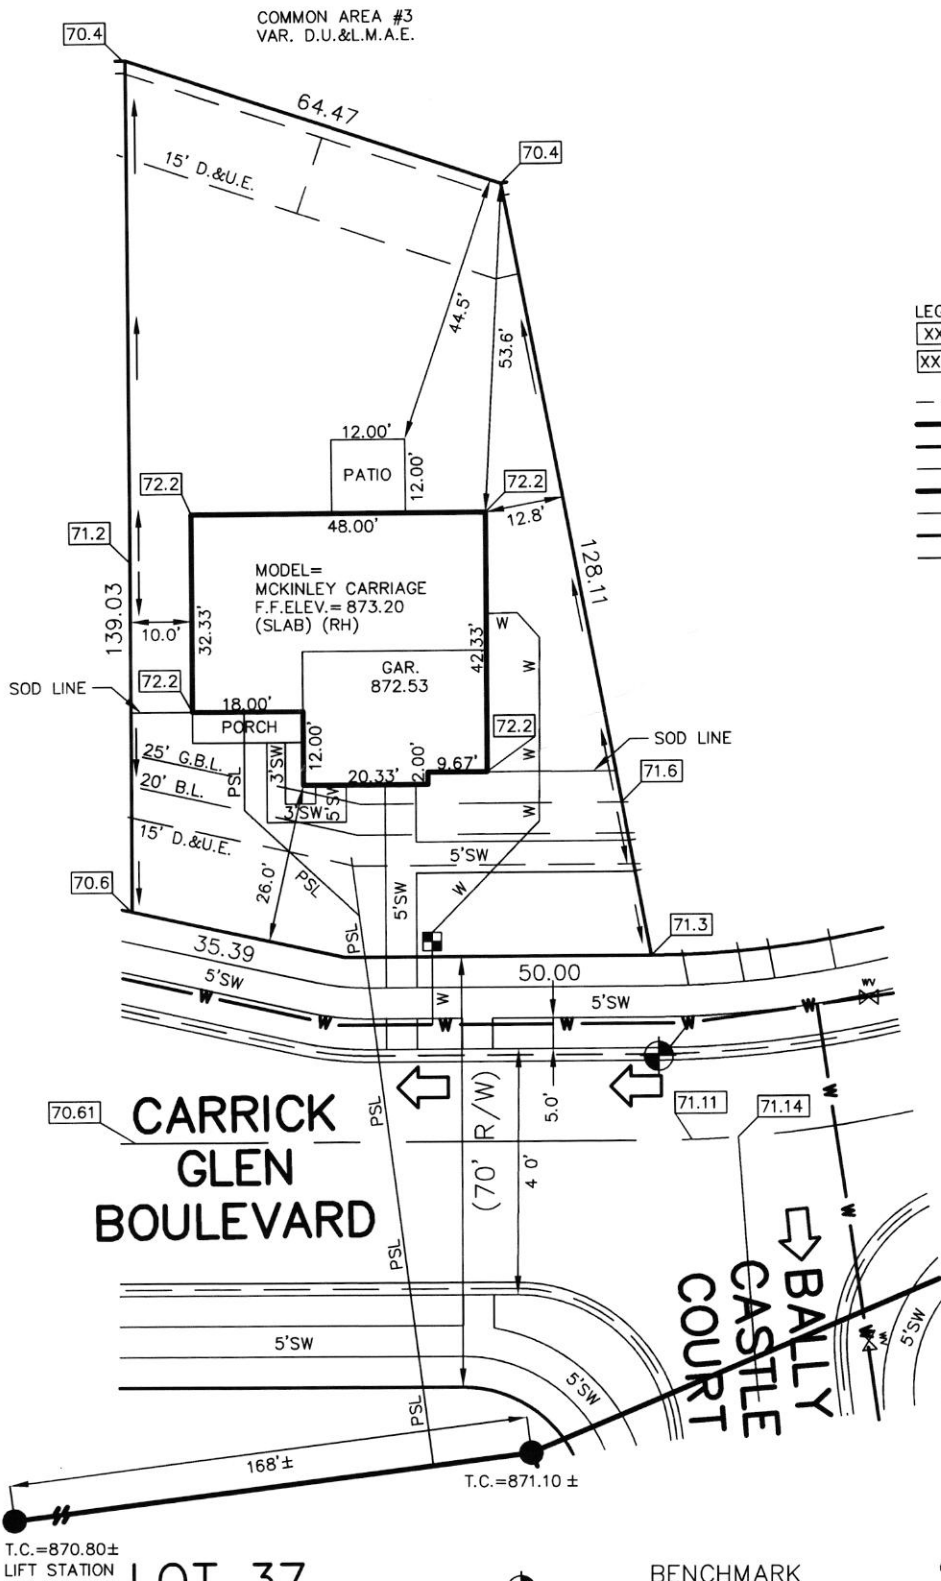 COMMON AREA #3
VAR. D.U.&L.M.A.E.
70.4
64.47
70.4
15' D.&U.E.
44.5'
53.6'
LEG
XX
XX
12.00'
PATIO
12.00'
72.2
72.2
48.00'
12.8'
71.2
139.03
128.11
MODEL=
MCKINLEY CARRIAGE
F.F.ELEV.= 873.20
(SLAB) (RH)
10.0'
32.33'
42.33'
W
W
GAR.
872.53
SOD LINE
72.2
18.00'
PORCH
72.2
12.00'
SOD LINE
25' G.B.L.
3'SW
2.00'
9.67'
W
71.6
20.33'
20' B.L.
PSL
3'SW
5'SW
W
15' D.&U.E.
5'SW
70.6
26.0'
PSL
5'SW
W
71.3
35.39
PSL
50.00
5'SW
W
5'SW
WV
W
W
W
W
W
W
70.61
CARRICK
GLEN
BOULEVARD
PSL
(70' R/W)
5.0'
4 0'
71.11
71.14
W
W
PSL
BALLY
CASTLE
COURT
W
WV
5'SW
5'SW
5'SW
PSL
168'±
T.C.=871.10 ±
T.C.=870.80±
LIFT STATION
LOT 37
BENCHMARK